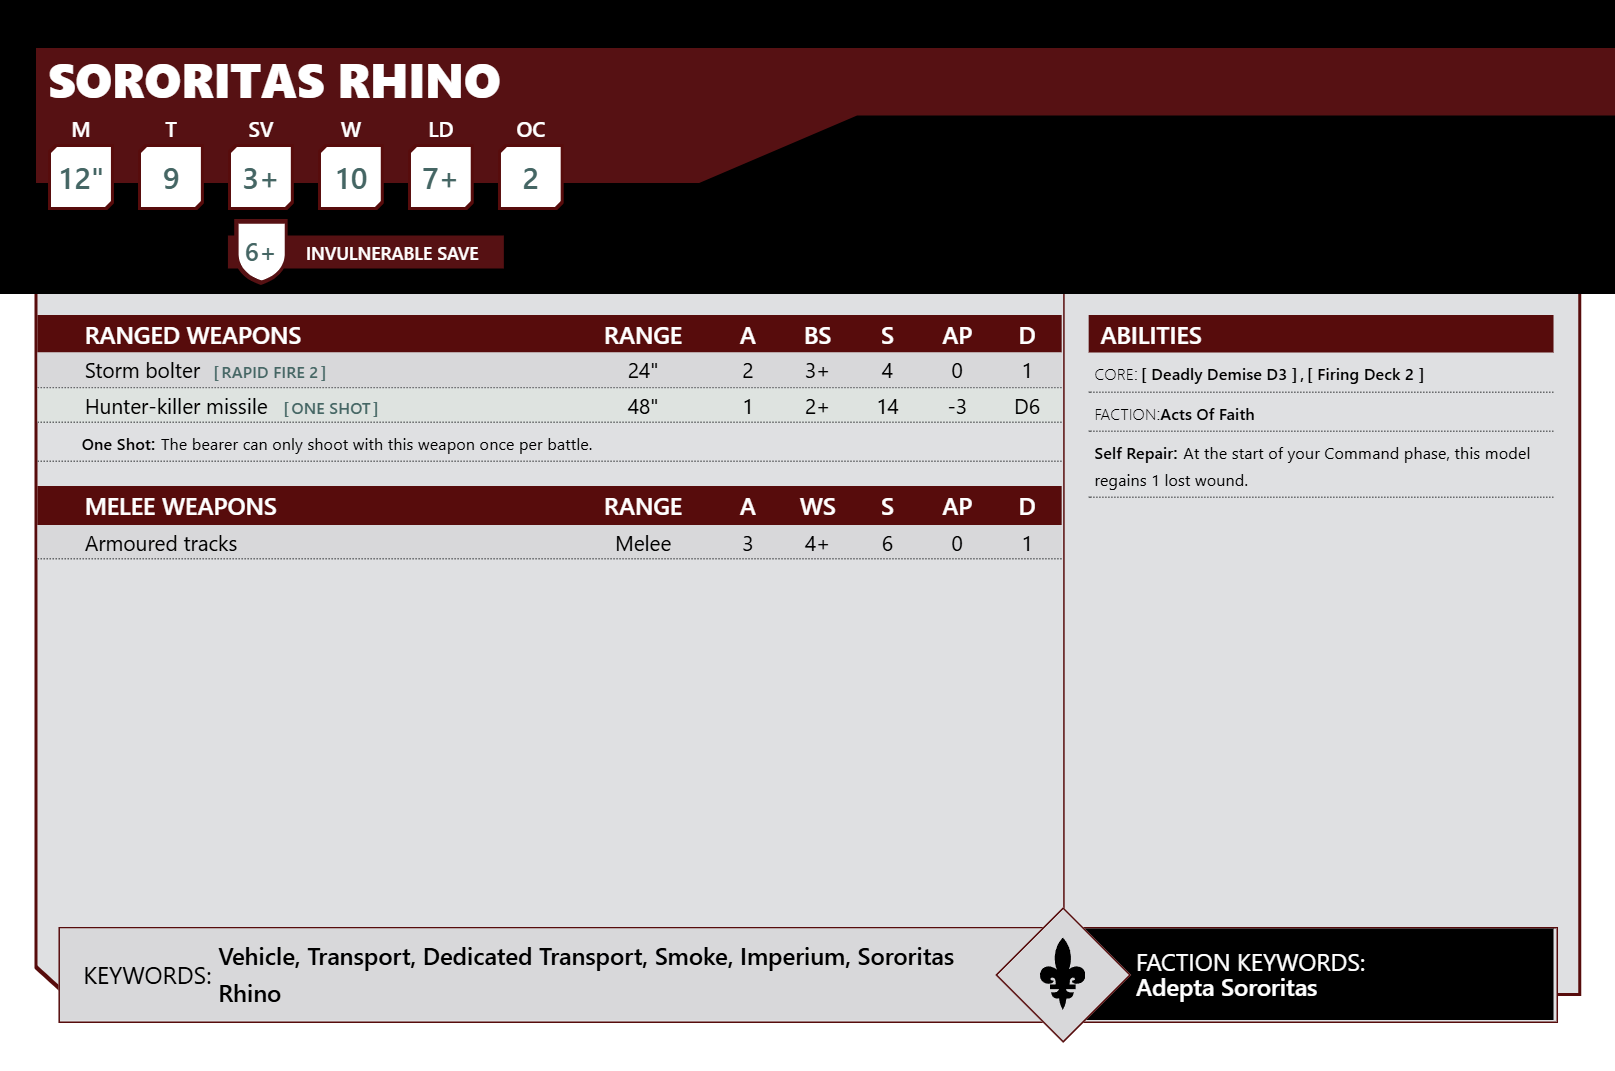 SORORITAS RHINO
M T SV W LD OC
12" 9 3+ 10 7+ 2
6+ INVULNERABLE SAVE
RANGED WEAPONS RANGE A BS S AP D
Storm bolter [RAPID FIRE 2] 24" 2 3+ 4 0 1
Hunter-killer missile [ONE SHOT] 48" 1 2+ 14 -3 D6
One Shot: The bearer can only shoot with this weapon once per battle.
MELEE WEAPONS RANGE A WS S AP D
Armoured tracks Melee 3 4+ 6 0 1
ABILITIES
CORE: [ Deadly Demise D3 ] , [ Firing Deck 2 ]
FACTION:Acts Of Faith
Self Repair: At the start of your Command phase, this model
regains 1 lost wound.
KEYWORDS: Vehicle, Transport, Dedicated Transport, Smoke, Imperium, Sororitas
Rhino
FACTION KEYWORDS:
Adepta Sororitas